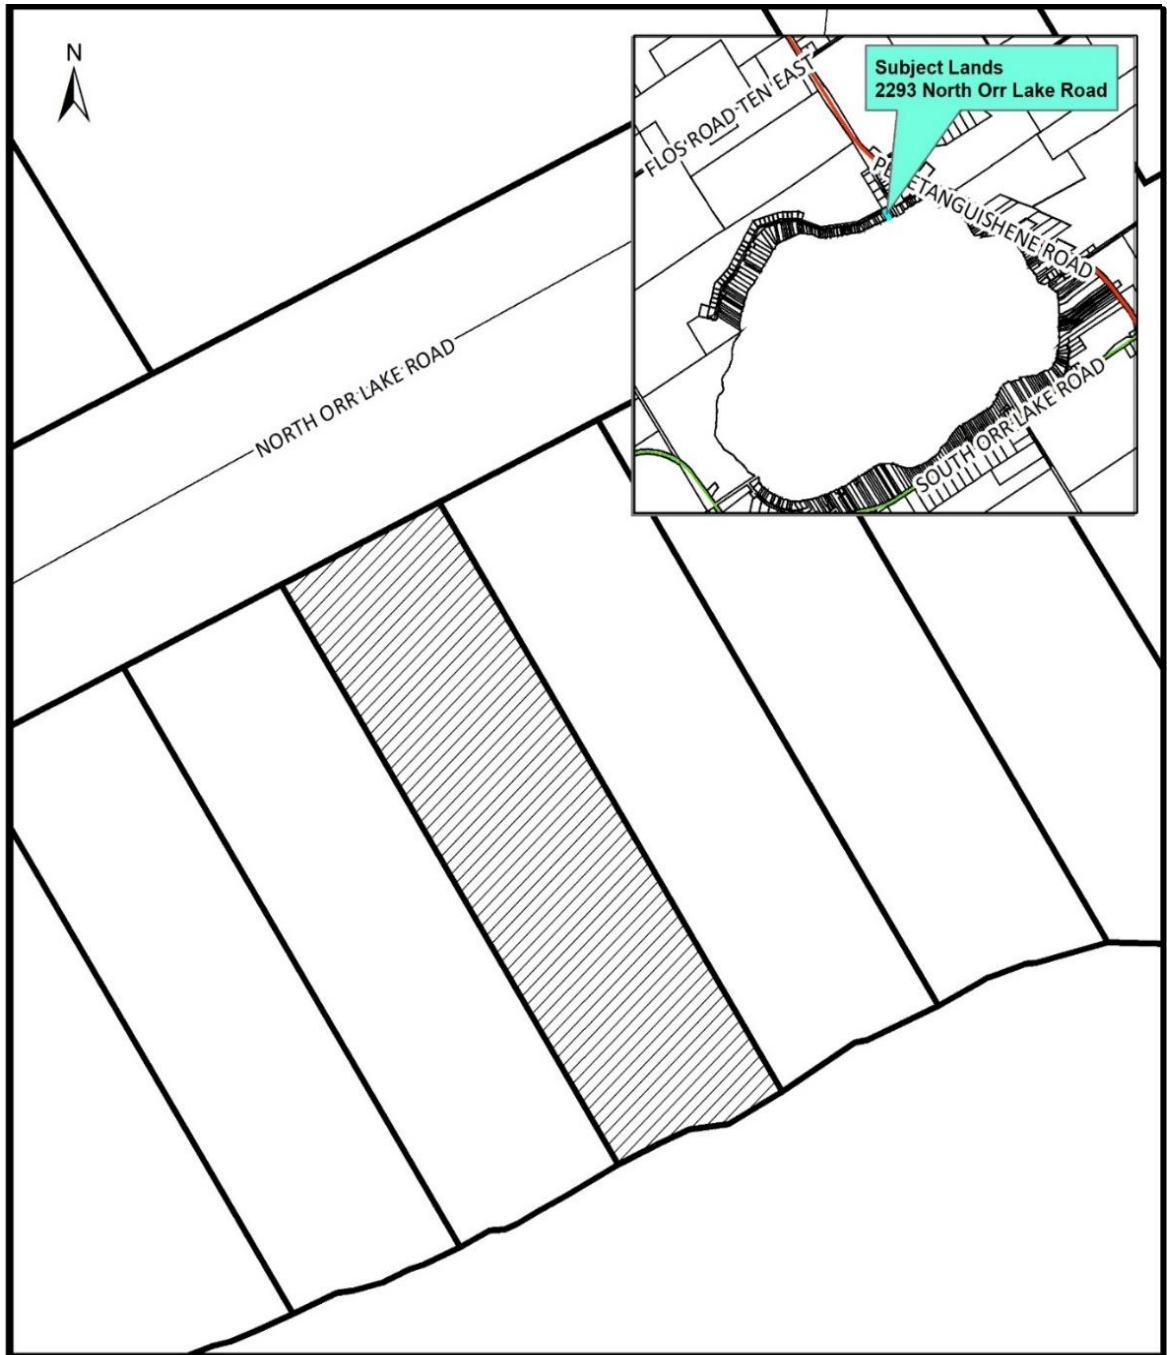 N
Subject Lands
2293 North Orr Lake Road
FLOS ROAD TEN EAST
ETANGUISHENE ROAD
NORTH ORR LAKE ROAD
SOUTH ORR LAKE ROAD